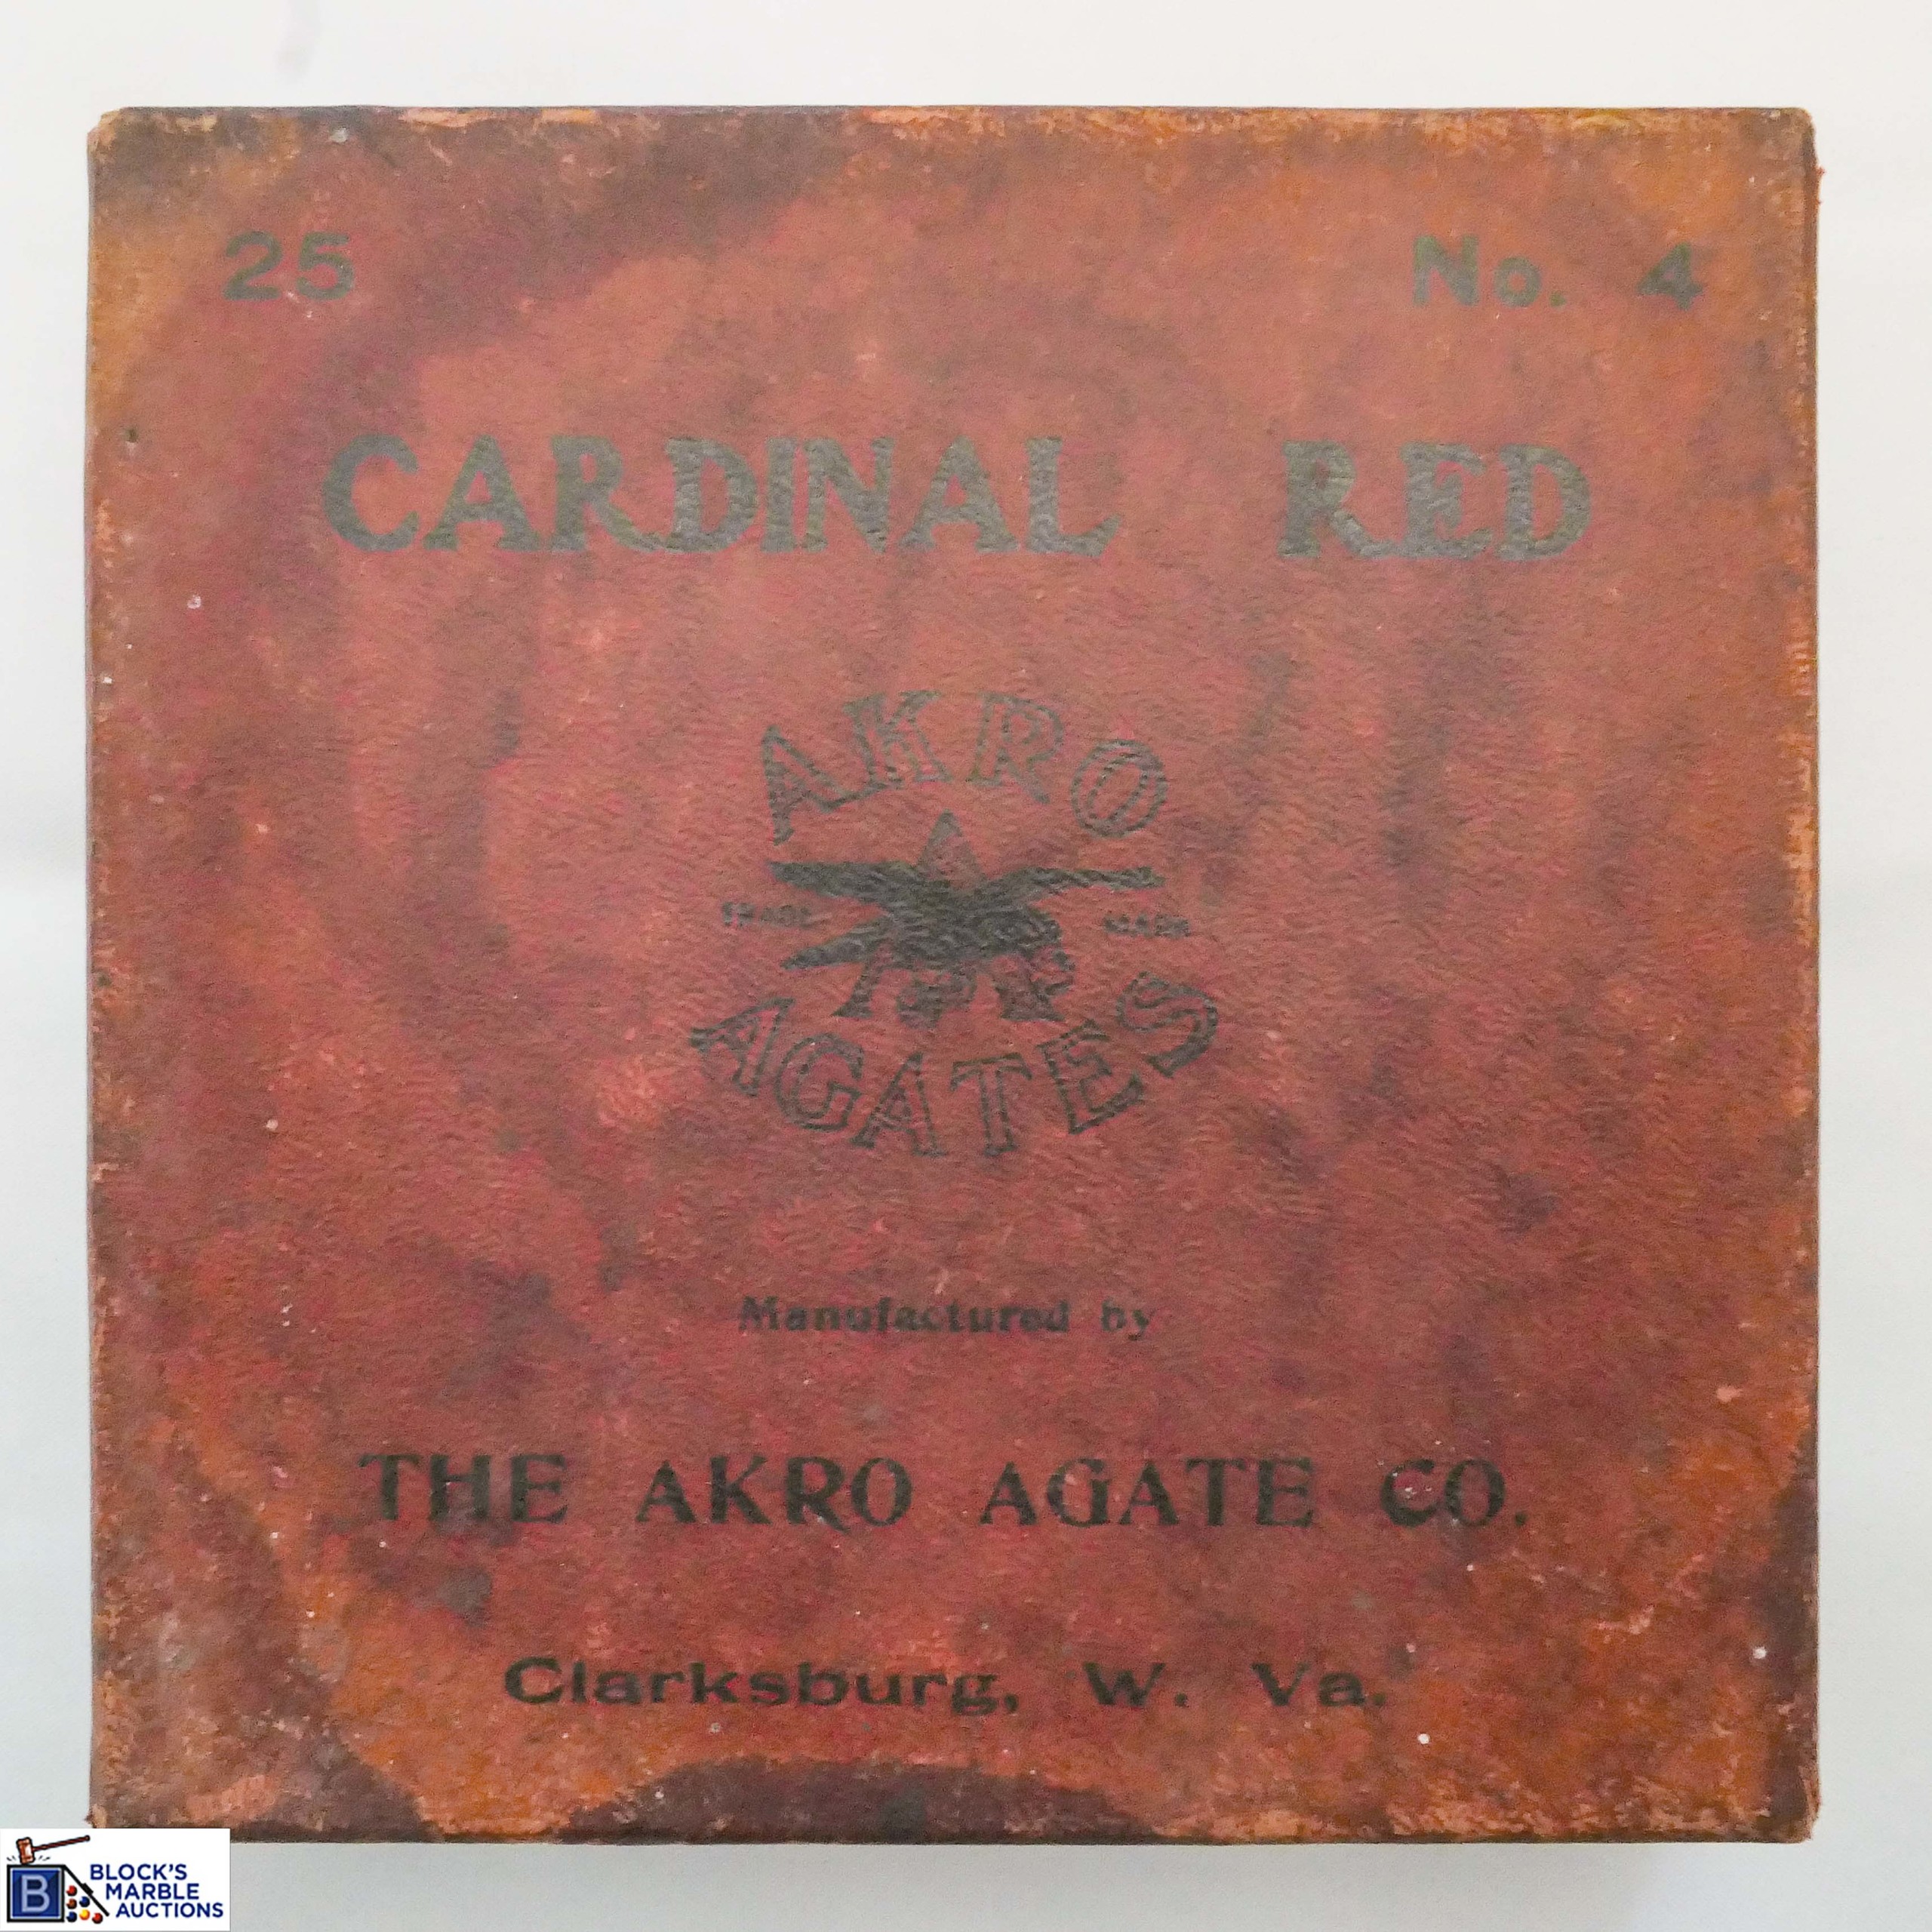 25 No. 4
CARDINAL RED
AKRO
TRADE MARK
AGATES
Manufactured by
THE AKRO AGATE CO.
Clarksburg, W. Va.
B
BLOCK'S
MARBLE
AUCTIONS